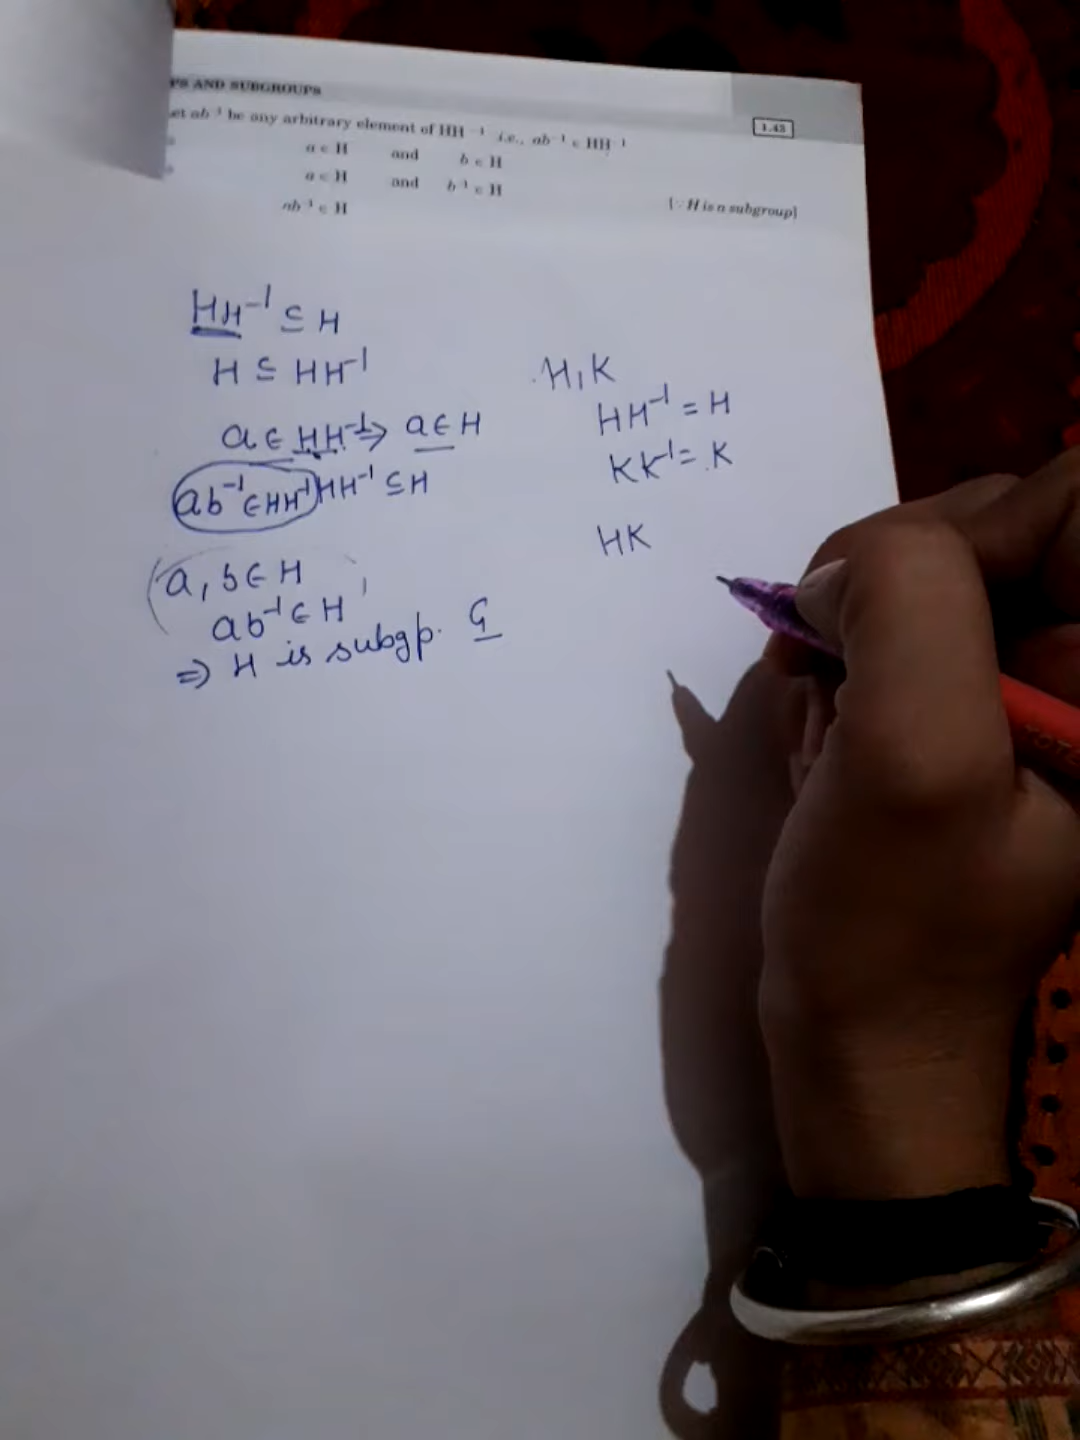 PS AND SUBGROUPS
1.43
et ab⁻¹ be any arbitrary element of HH⁻¹ i.e., ab⁻¹ ∈ HH⁻¹
a ∈ H and b ∈ H
a ∈ H and b⁻¹ ∈ H
ab⁻¹ ∈ H [∵ H is a subgroup]
HH⁻¹ ⊆ H
H ⊆ HH⁻¹
a ∈ HH⁻¹ ⇒ a ∈ H
ab⁻¹ ∈ HH⁻¹ HH⁻¹ ⊆ H
(a, b ∈ H)
ab⁻¹ ∈ H
⇒ H is subgp. G
H, K
HH⁻¹ = H
KK⁻¹ = K
HK